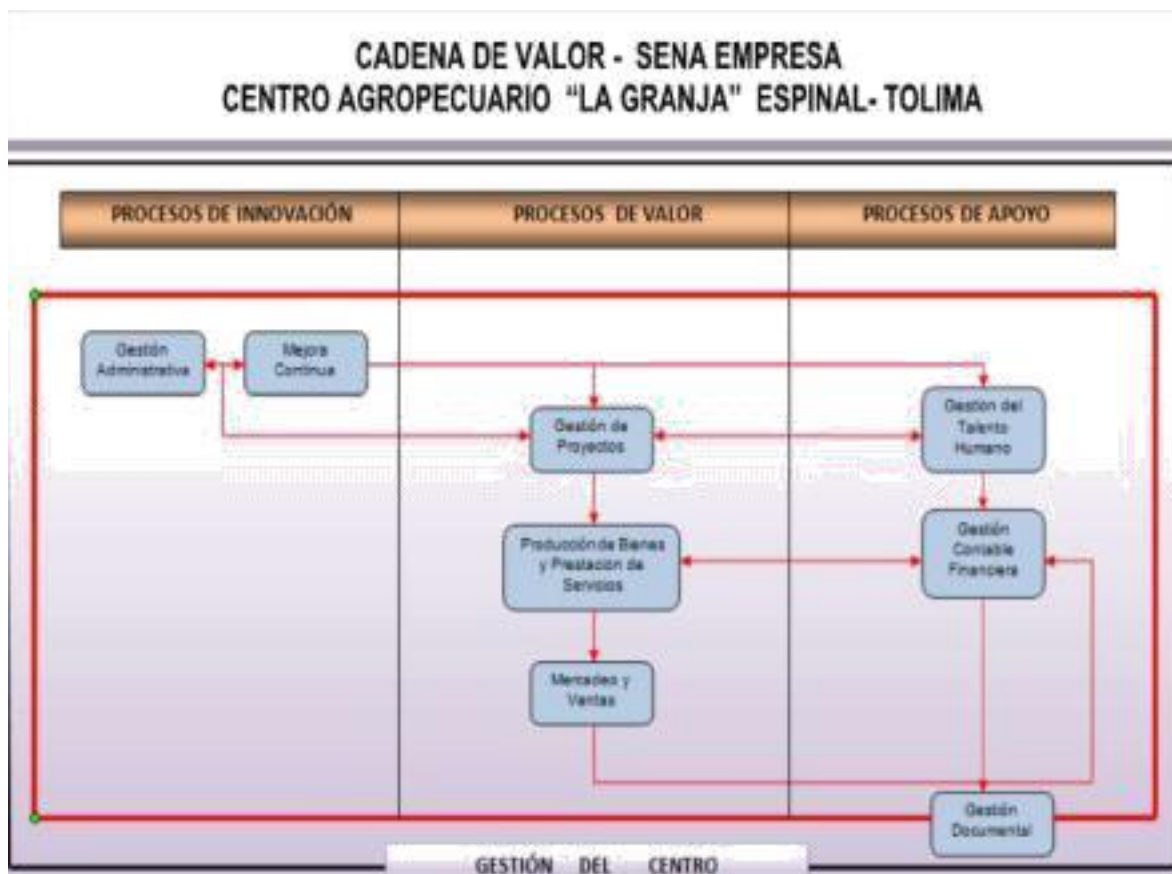 CADENA DE VALOR - SENA EMPRESA
CENTRO AGROPECUARIO “LA GRANJA” ESPINAL- TOLIMA
PROCESOS DE INNOVACIÓN
PROCESOS DE VALOR
PROCESOS DE APOYO
Gestión
Administrativa
Mejora
Continua
Gestión de
Proyectos
Gestión del
Talento
Humano
Producción de Bienes
y Prestación de
Servicios
Gestión
Contable
Financiera
Mercadeo y
Ventas
Gestión
Documental
GESTIÓN DEL CENTRO